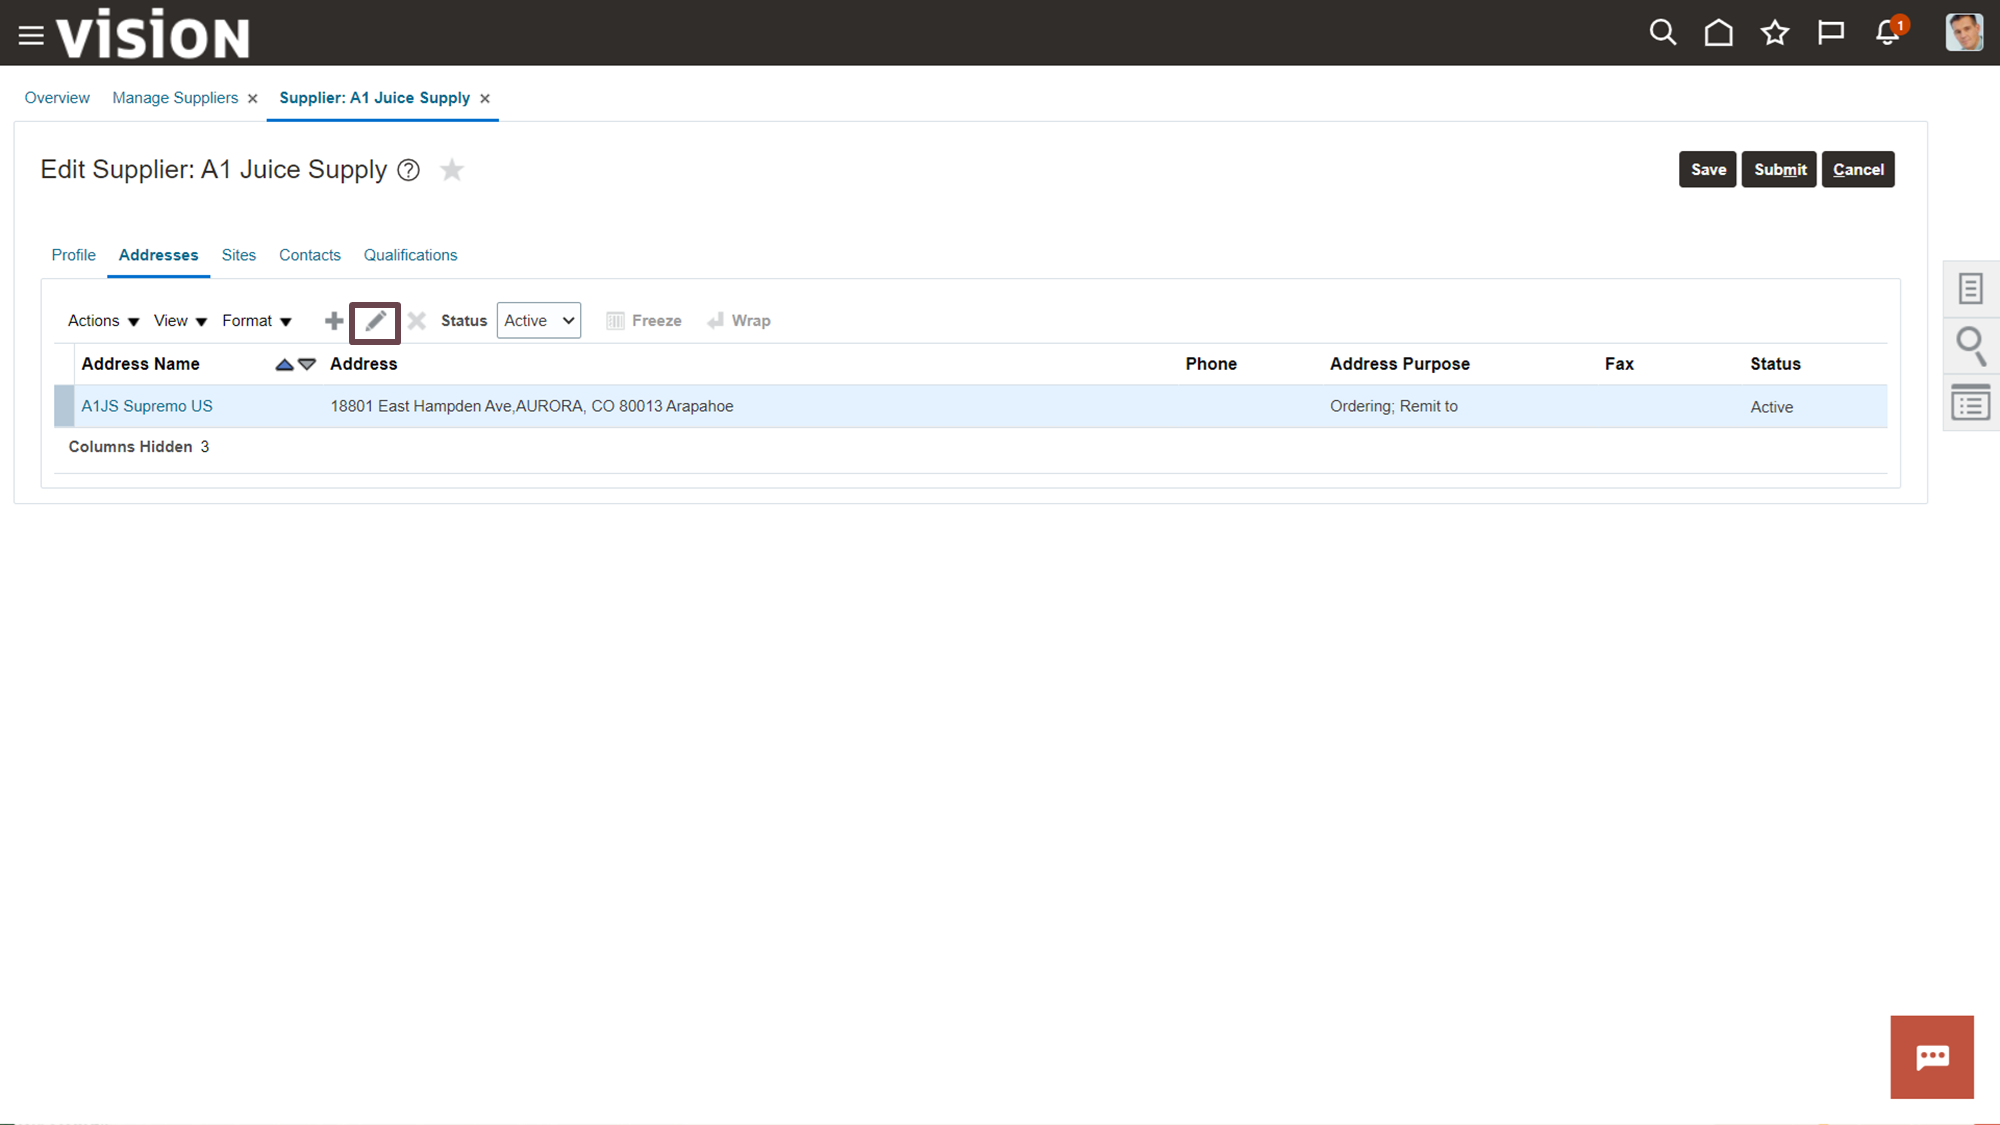 VISION
1
Overview Manage Suppliers × Supplier: A1 Juice Supply ×
Edit Supplier: A1 Juice Supply ?
Save Submit Cancel
Profile Addresses Sites Contacts Qualifications
Actions View Format Status Active Freeze Wrap
Address Name Address Phone Address Purpose Fax Status
A1JS Supremo US 18801 East Hampden Ave,AURORA, CO 80013 Arapahoe Ordering; Remit to Active
Columns Hidden 3